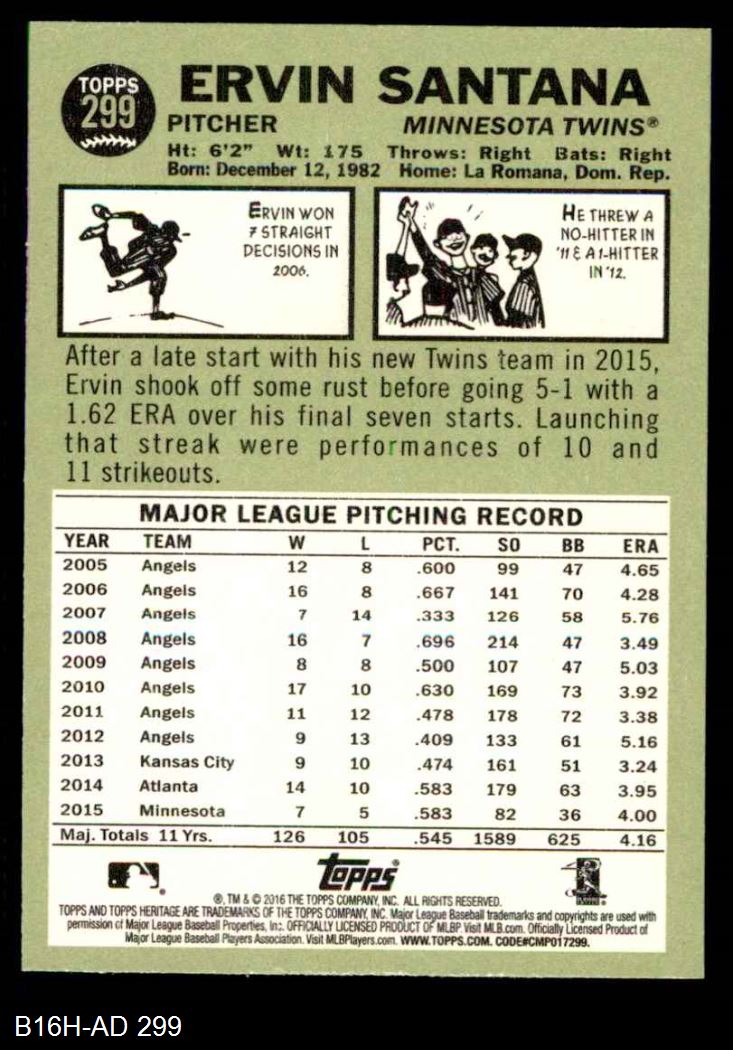 TOPPS
299
ERVIN SANTANA
PITCHER MINNESOTA TWINS®
Ht: 6'2" Wt: 175 Throws: Right Bats: Right
Born: December 12, 1982 Home: La Romana, Dom. Rep.
ERVIN WON
7 STRAIGHT
DECISIONS IN
2006.
HE THREW A
NO-HITTER IN
'11 & A 1-HITTER
IN '12.
After a late start with his new Twins team in 2015,
Ervin shook off some rust before going 5-1 with a
1.62 ERA over his final seven starts. Launching
that streak were performances of 10 and
11 strikeouts.
MAJOR LEAGUE PITCHING RECORD
YEAR TEAM W L PCT. SO BB ERA
2005 Angels 12 8 .600 99 47 4.65
2006 Angels 16 8 .667 141 70 4.28
2007 Angels 7 14 .333 126 58 5.76
2008 Angels 16 7 .696 214 47 3.49
2009 Angels 8 8 .500 107 47 5.03
2010 Angels 17 10 .630 169 73 3.92
2011 Angels 11 12 .478 178 72 3.38
2012 Angels 9 13 .409 133 61 5.16
2013 Kansas City 9 10 .474 161 51 3.24
2014 Atlanta 14 10 .583 179 63 3.95
2015 Minnesota 7 5 .583 82 36 4.00
Maj. Totals 11 Yrs. 126 105 .545 1589 625 4.16
Topps
®, TM & © 2016 THE TOPPS COMPANY, INC. ALL RIGHTS RESERVED.
TOPPS AND TOPPS HERITAGE ARE TRADEMARKS OF THE TOPPS COMPANY, INC. Major League Baseball trademarks and copyrights are used with
permission of Major League Baseball Properties, Inc. OFFICIALLY LICENSED PRODUCT OF MLBP Visit MLB.com. Officially Licensed Product of
Major League Baseball Players Association. Visit MLBPlayers.com. WWW.TOPPS.COM. CODE#CMP017299.
B16H-AD 299